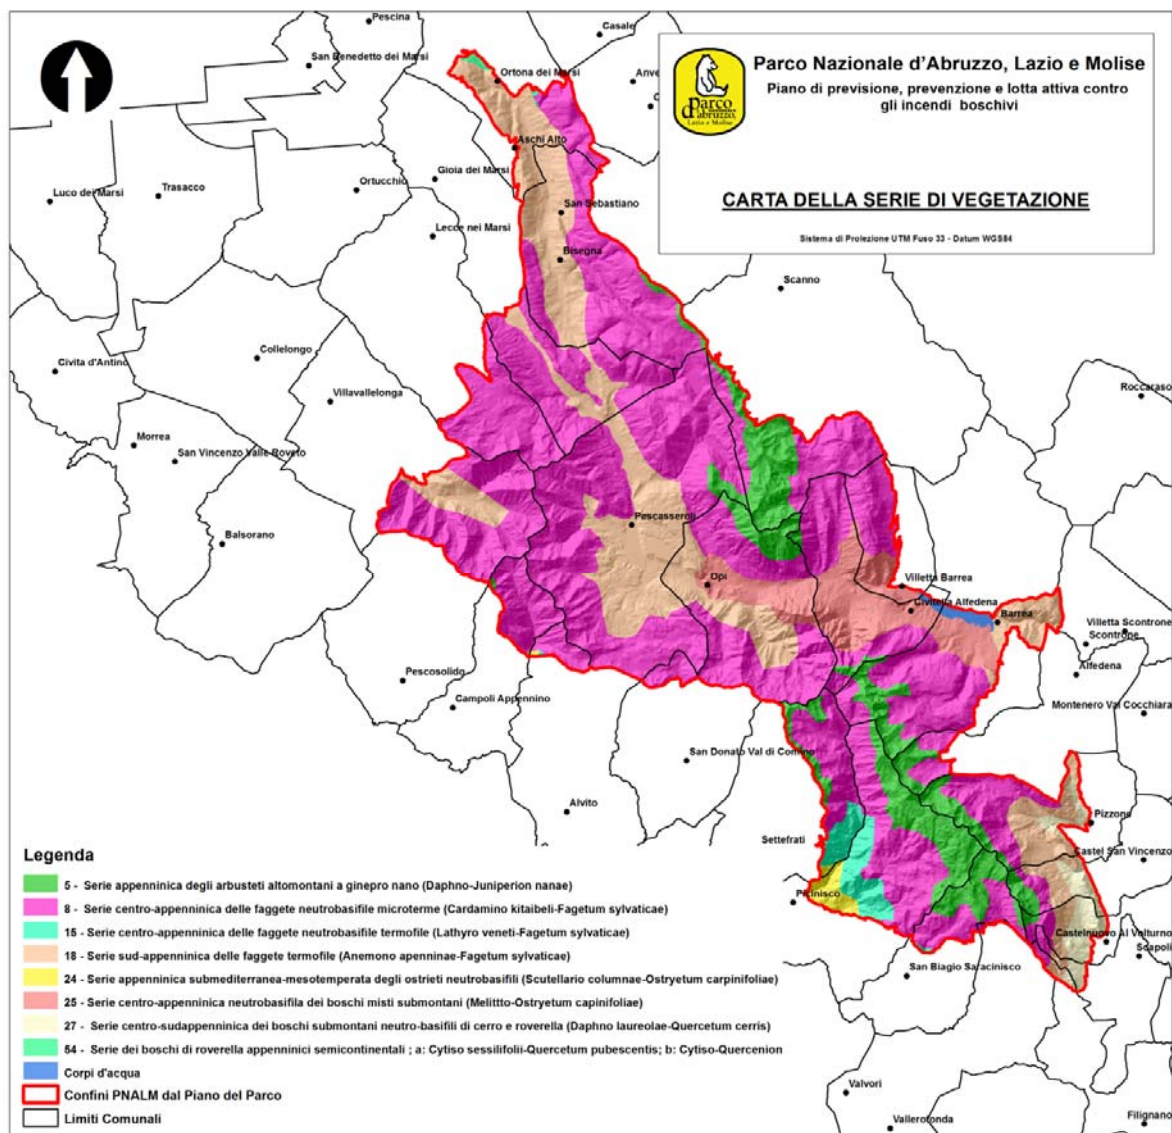 Pescina
Casale
San Benedetto dei Marsi
Ortona dei Marsi
Anve
Parco Nazionale d'Abruzzo, Lazio e Molise
Piano di previsione, prevenzione e lotta attiva contro
gli incendi boschivi
parco
d'abruzzo
Lazio e Molise
CARTA DELLA SERIE DI VEGETAZIONE
Sistema di Proiezione UTM Fuso 33 - Datum WGS84
Aschi Alto
Gioia dei Marsi
Luco dei Marsi
Trasacco
Ortucchio
San Sebastiano
Lecce nei Marsi
Bisegna
Scanno
Collelongo
Civita d'Antino
Villavallelonga
Roccaraso
Morrea
San Vincenzo Valle Roveto
Pescasseroli
Balsorano
Opi
Villetta Barrea
Civitella Alfedena
Barrea
Villetta Scontrone
Scontrone
Alfedena
Pescosolido
Campoli Appennino
Montenero Val Cocchiara
San Donato Val di Comino
Alvito
Pizzone
Settefrati
Castel San Vincenzo
Picinisco
Castelnuovo Al Volturno
Scapoli
San Biagio Saracinisco
Valvori
Vallerotonda
Filignano
Legenda
5 - Serie appenninica degli arbusteti altomontani a ginepro nano (Daphno-Juniperion nanae)
8 - Serie centro-appenninica delle faggete neutrobasifile microterme (Cardamino kitaibeli-Fagetum sylvaticae)
15 - Serie centro-appenninica delle faggete neutrobasifile termofile (Lathyro veneti-Fagetum sylvaticae)
18 - Serie sud-appenninica delle faggete termofile (Anemono apenninae-Fagetum sylvaticae)
24 - Serie appenninica submediterranea-mesotemperata degli ostrieti neutrobasifili (Scutellario columnae-Ostryetum carpinifoliae)
25 - Serie centro-appenninica neutrobasifila dei boschi misti submontani (Melittto-Ostryetum capinifoliae)
27 - Serie centro-sudappenninica dei boschi submontani neutro-basifili di cerro e roverella (Daphno laureolae-Quercetum cerris)
54 - Serie dei boschi di roverella appenninici semicontinentali ; a: Cytiso sessilifolii-Quercetum pubescentis; b: Cytiso-Quercenion
Corpi d'acqua
Confini PNALM dal Piano del Parco
Limiti Comunali